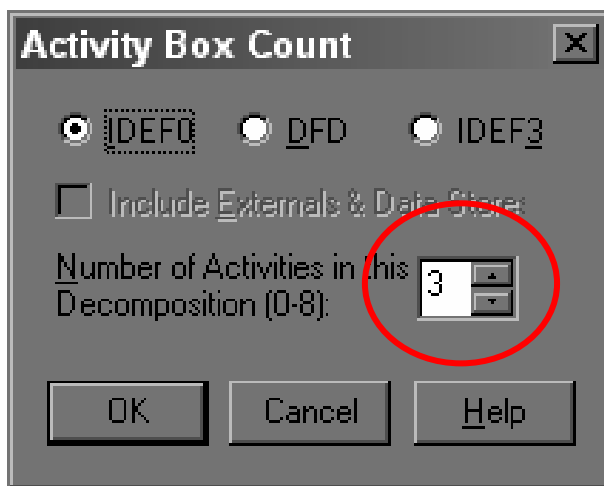 Activity Box Count
IDEF0 DFD IDEF3
Include Externals & Data Stores
Number of Activities in this
Decomposition (0-8):
3
OK Cancel Help